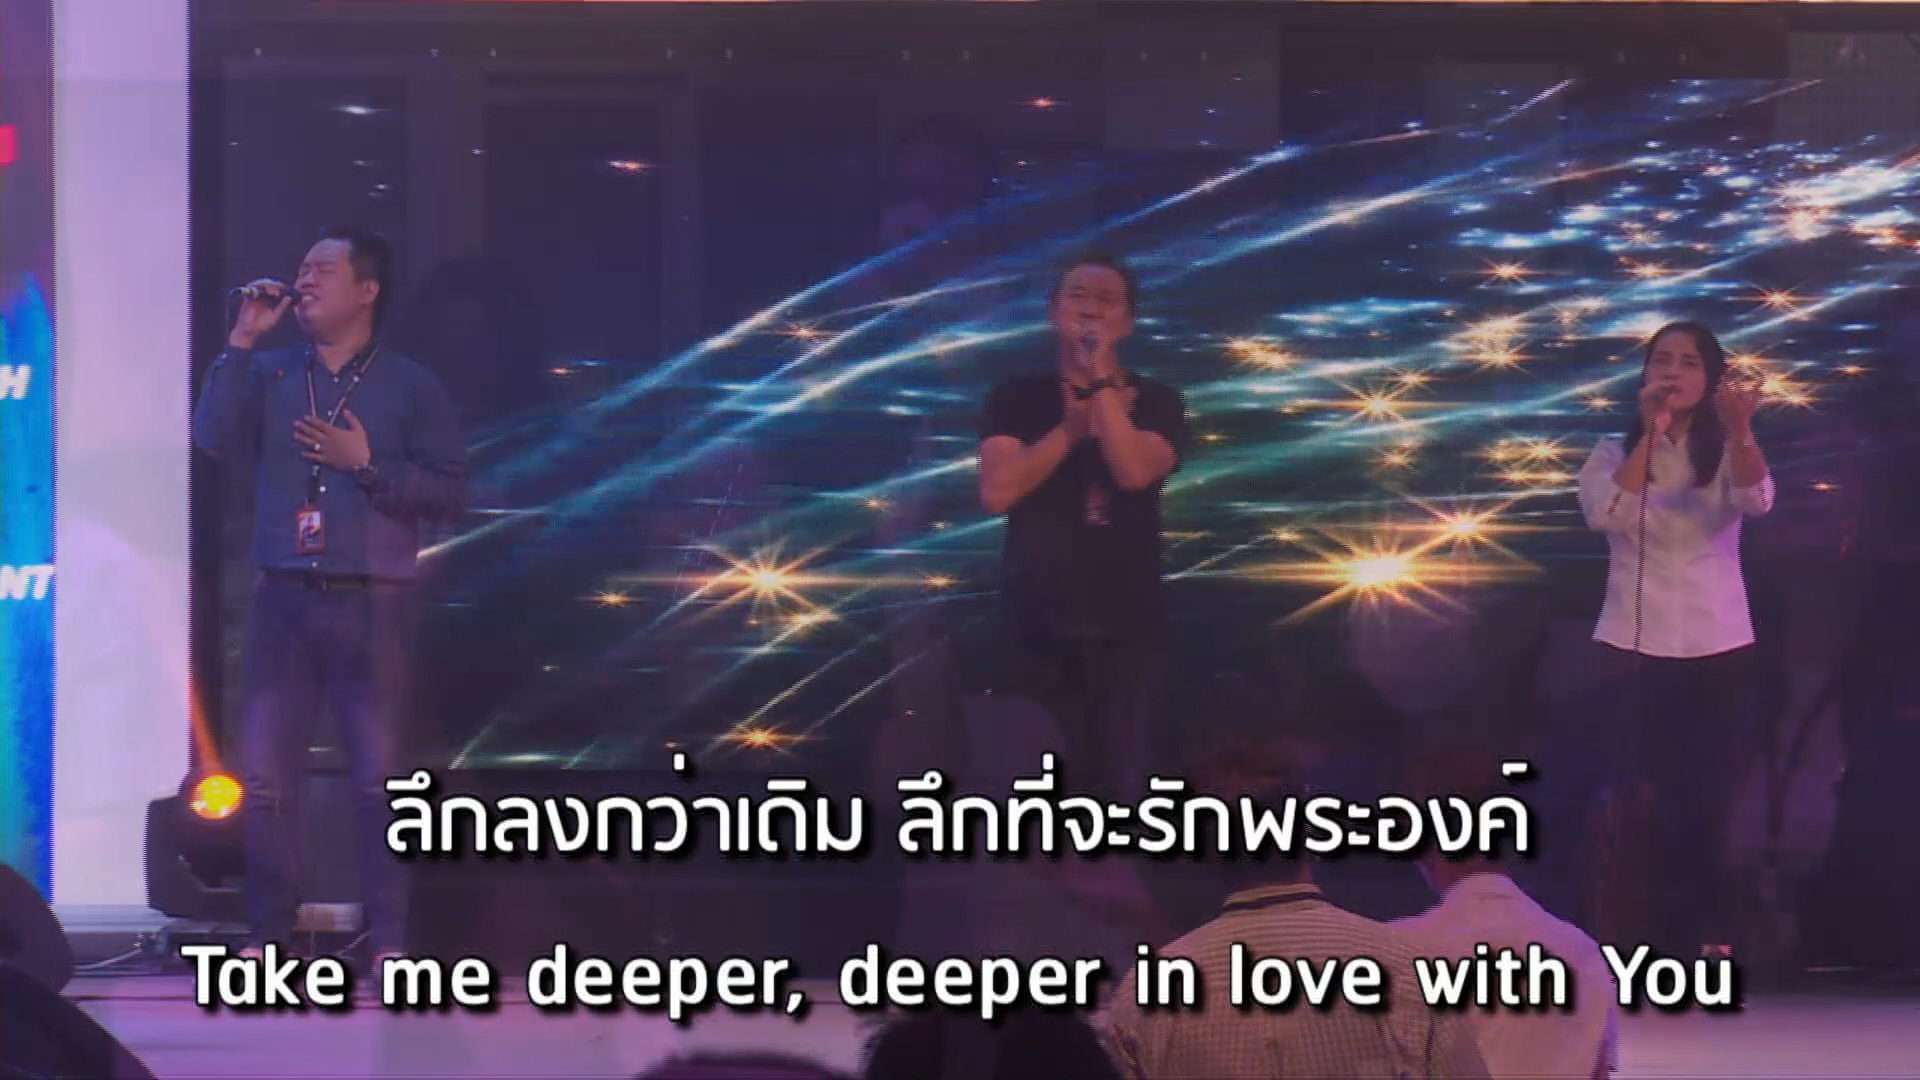 H
NT
ลึกลงกว่าเดิม ลึกที่จะรักพระองค์
Take me deeper, deeper in love with You